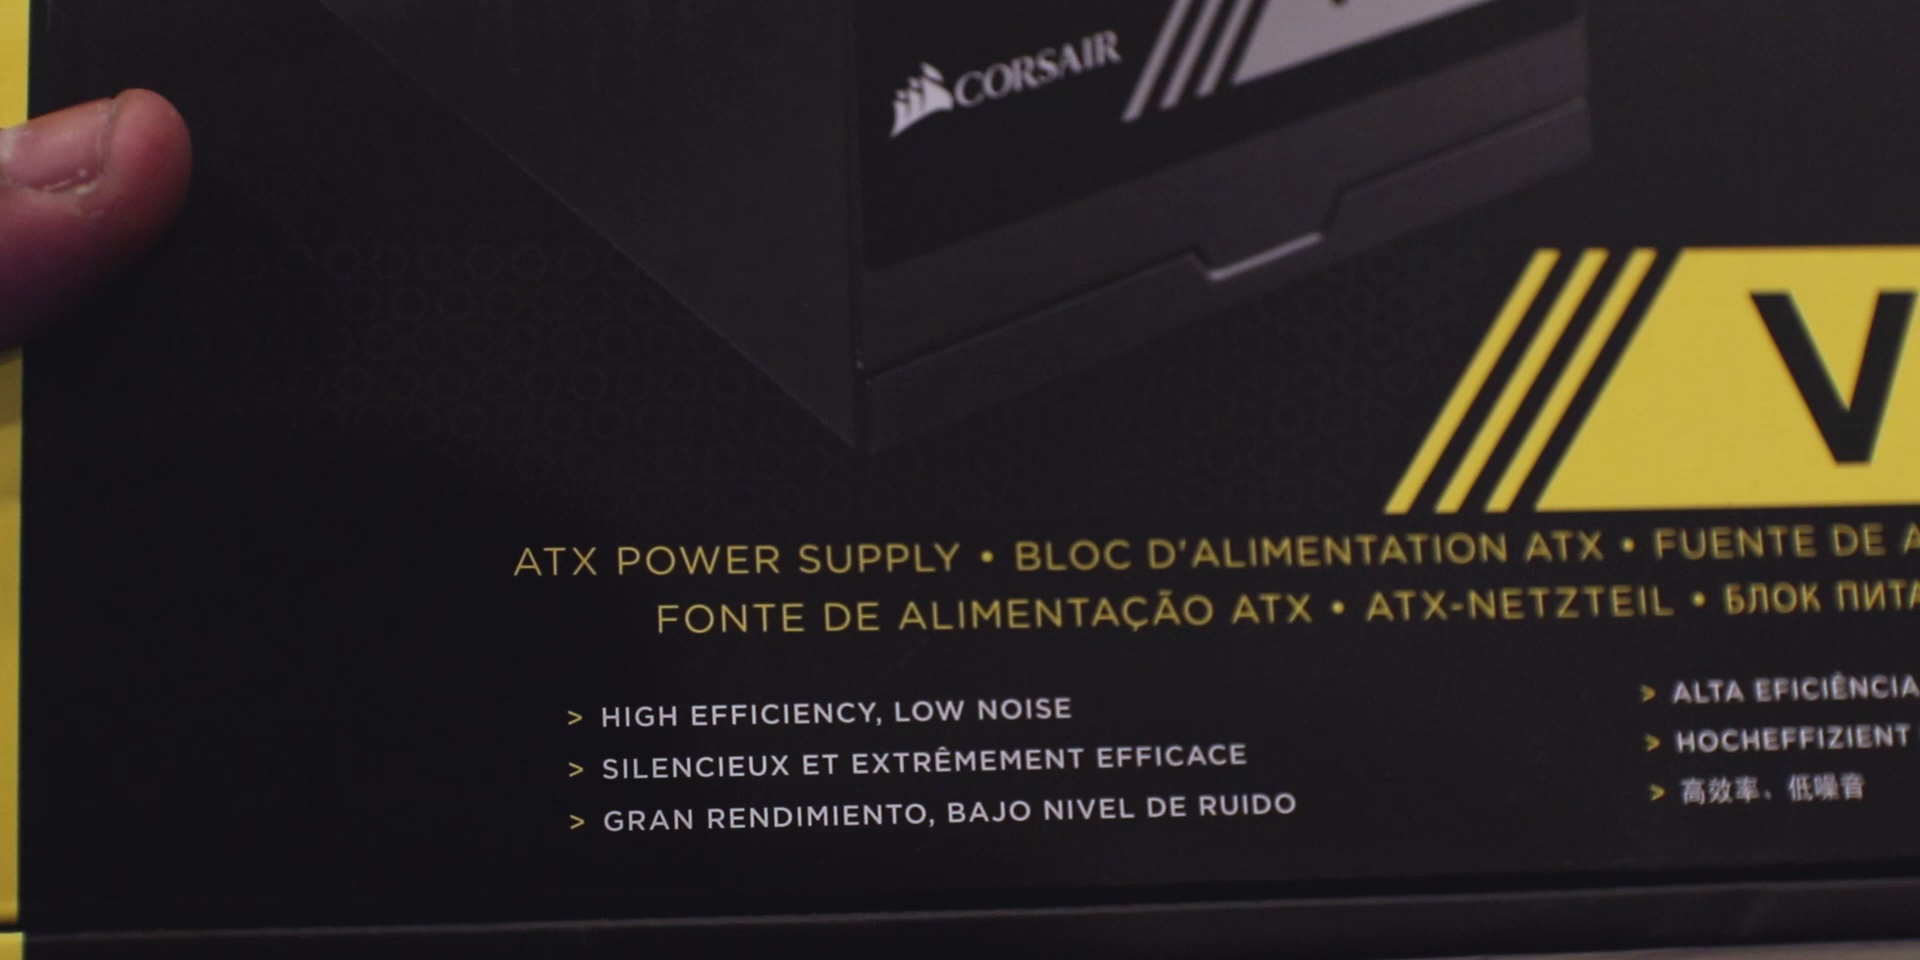 CORSAIR
V
ATX POWER SUPPLY • BLOC D'ALIMENTATION ATX • FUENTE DE
FONTE DE ALIMENTAÇÃO ATX • ATX-NETZTEIL • БЛОК
> HIGH EFFICIENCY, LOW NOISE
> SILENCIEUX ET EXTRÊMEMENT EFFICACE
> GRAN RENDIMIENTO, BAJO NIVEL DE RUIDO
> ALTA EFICIÊNCIA
> HOCHEFFIZIENT
> 高效率、低噪音